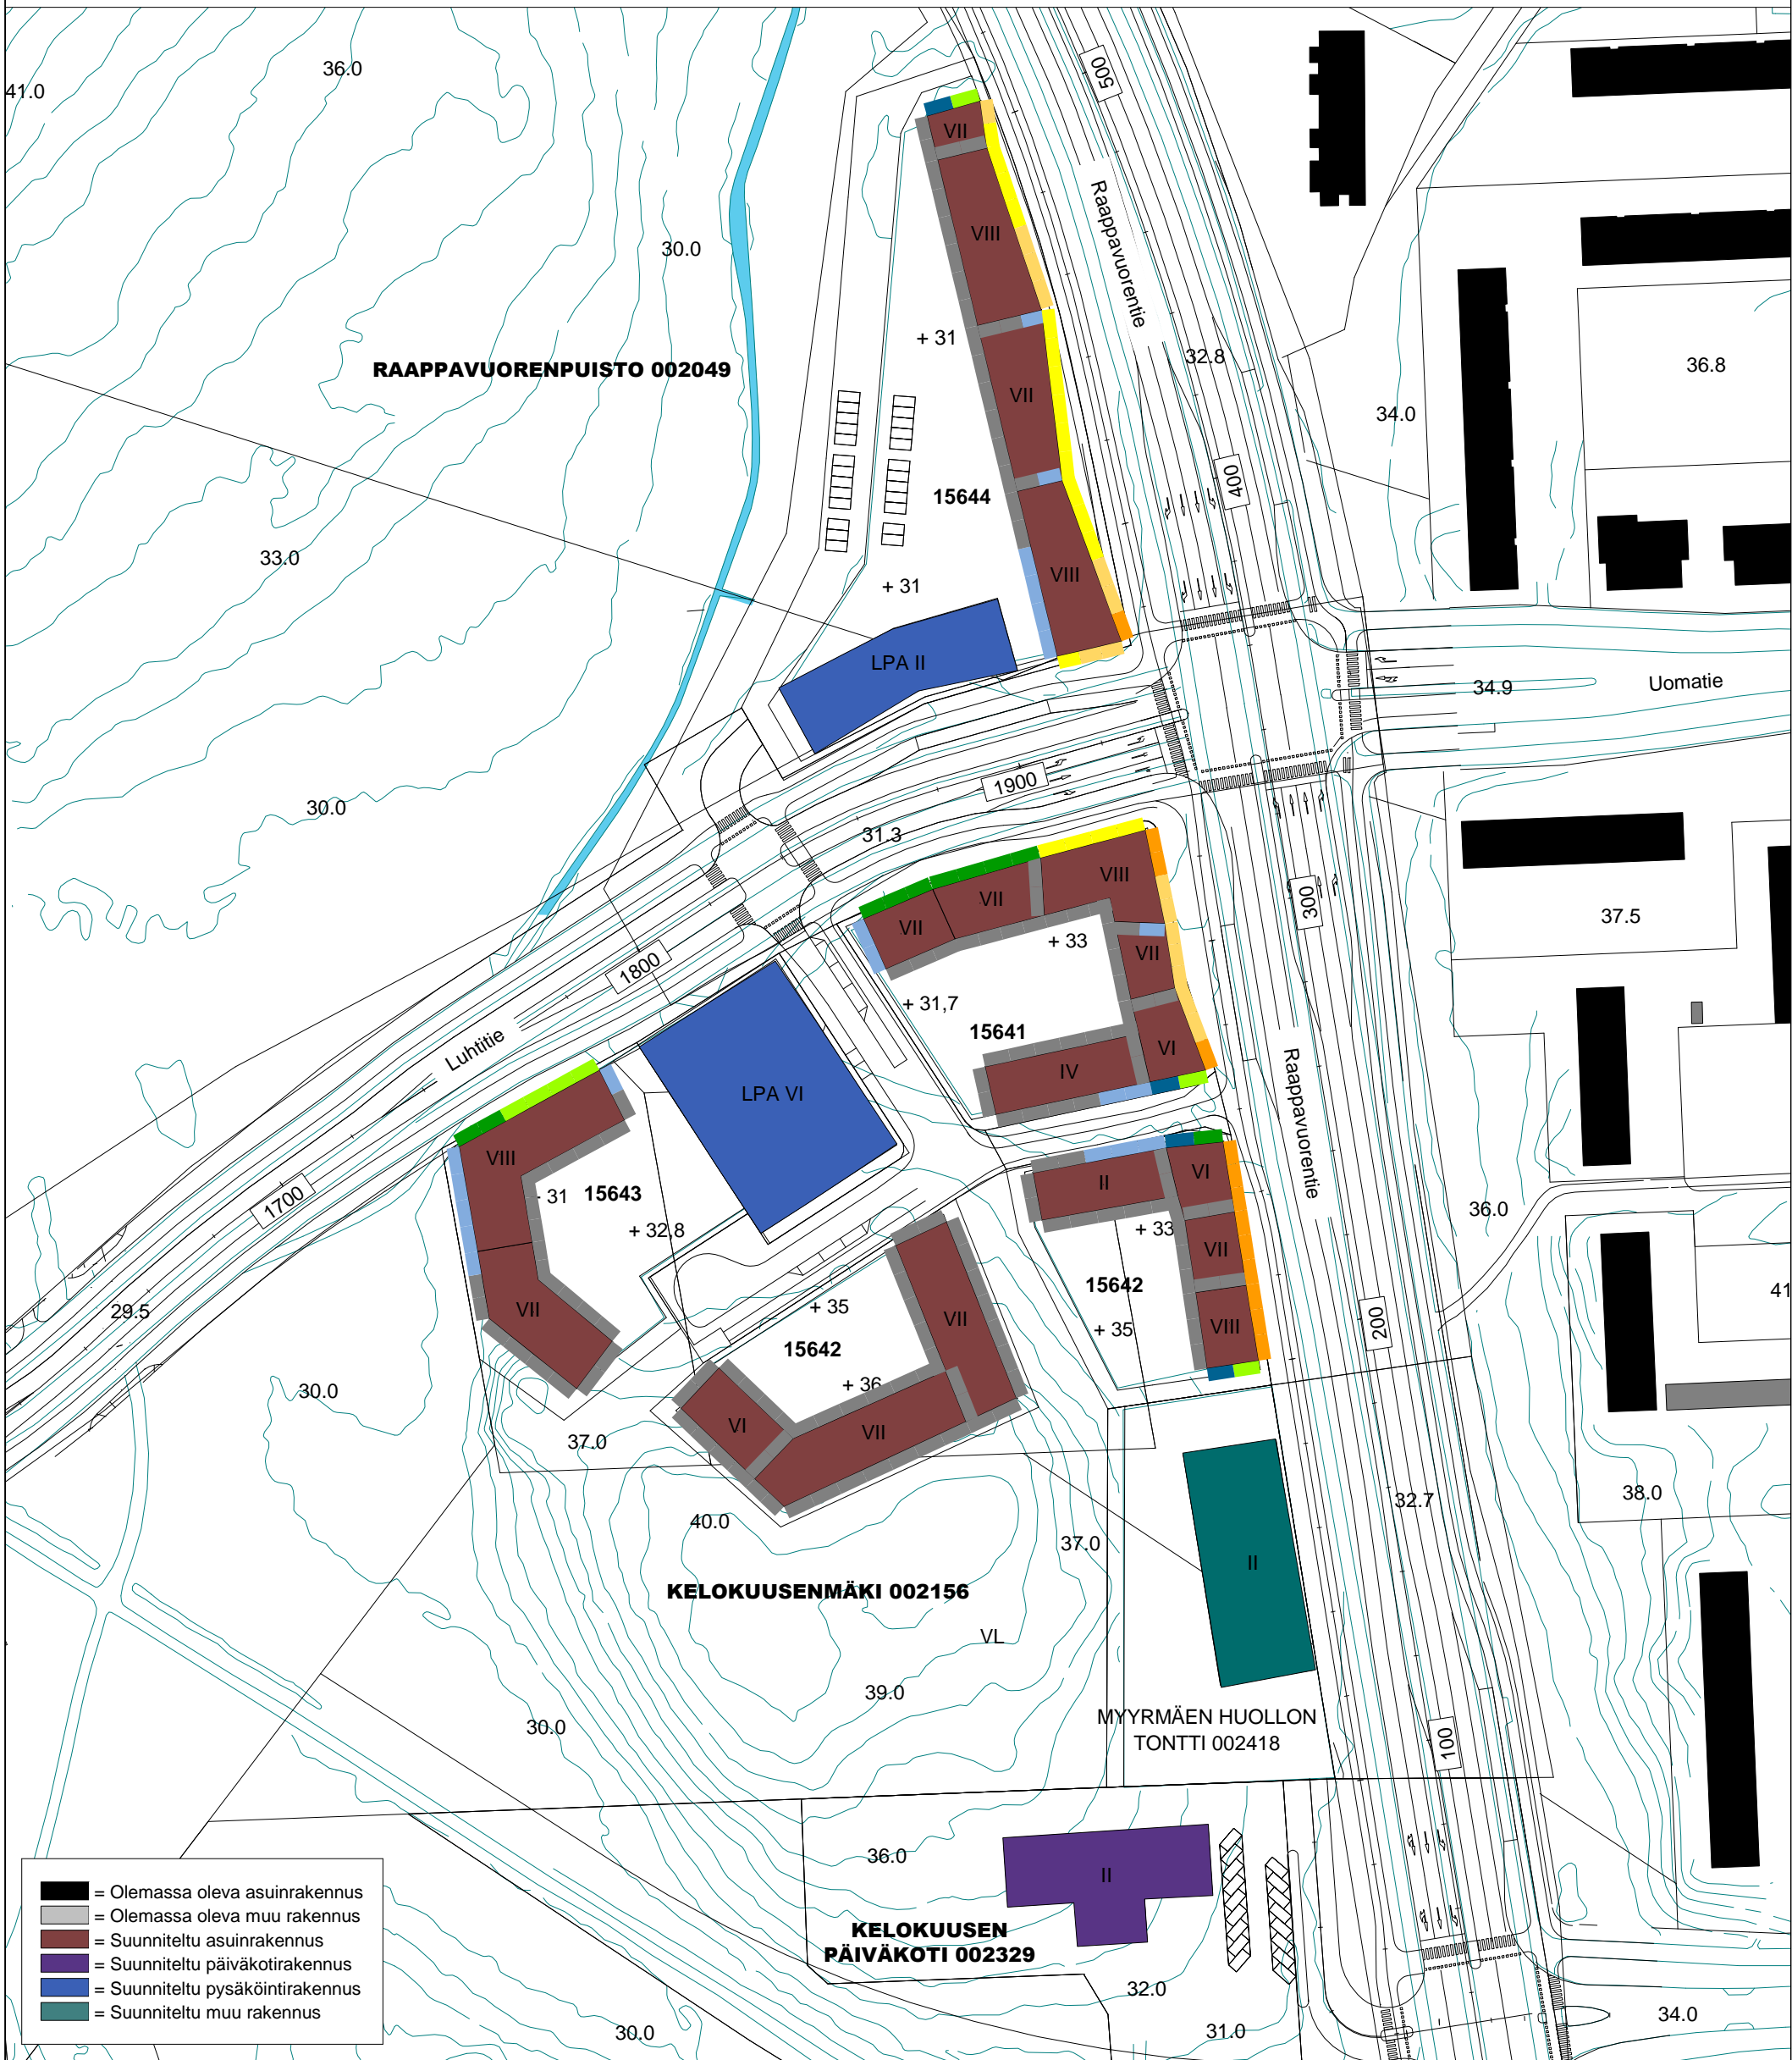 41.0
36.0
500
VII
VIII
Raappavuorentie
30.0
+ 31
32.8
36.8
RAAPPAVUORENPUISTO 002049
VII
34.0
400
15644
33.0
VIII
+ 31
LPA II
34.9
Uomatie
1900
30.0
31.3
VIII
VII
VII
300
37.5
+ 33
VII
1800
+ 31,7
15641
Luhtitie
VI
IV
LPA VI
Raappavuorentie
VIII
VI
II
31
15643
1700
36.0
+ 32,8
+ 33
VII
15642
41
29.5
+ 35
VII
200
VIII
+ 35
15642
30.0
+ 36
VI
VII
37.0
38.0
32.7
40.0
37.0
II
KELOKUUSENMÄKI 002156
VL
39.0
30.0
MYYRMÄEN HUOLLON
TONTTI 002418
100
36.0
II
= Olemassa oleva asuinrakennus
= Olemassa oleva muu rakennus
= Suunniteltu asuinrakennus
= Suunniteltu päiväkotirakennus
= Suunniteltu pysäköintirakennus
= Suunniteltu muu rakennus
KELOKUUSEN
PÄIVÄKOTI 002329
32.0
34.0
30.0
31.0